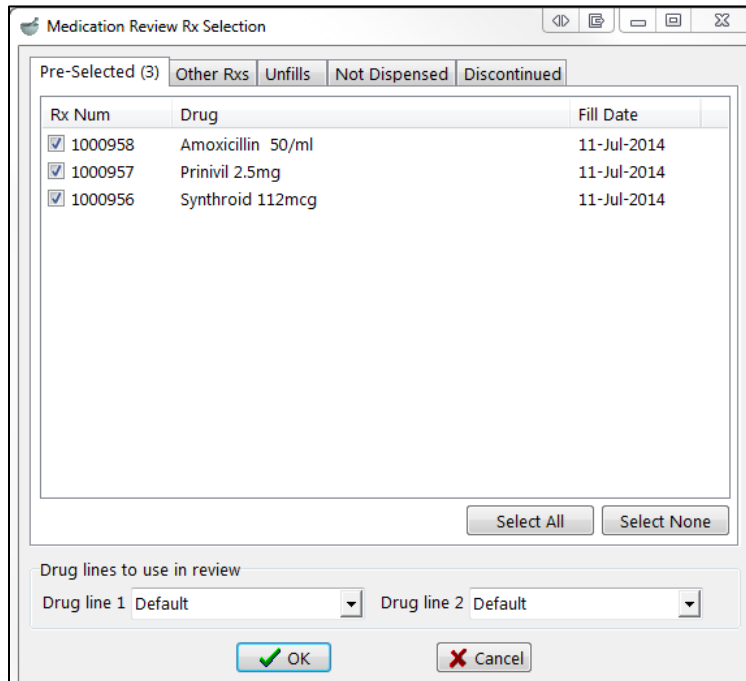 Medication Review Rx Selection
Pre-Selected (3) Other Rxs Unfills Not Dispensed Discontinued
Rx Num Drug Fill Date
1000958 Amoxicillin 50/ml 11-Jul-2014
1000957 Prinivil 2.5mg 11-Jul-2014
1000956 Synthroid 112mcg 11-Jul-2014
Select All Select None
Drug lines to use in review
Drug line 1 Default Drug line 2 Default
OK Cancel